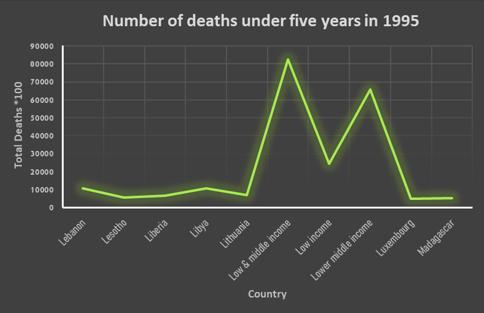 Number of deaths under five years in 1995
Total Deaths *100
90000
80000
70000
60000
50000
40000
30000
20000
10000
0
Lebanon
Lesotho
Liberia
Libya
Lithuania
Low & middle income
Low income
Lower middle income
Luxembourg
Madagascar
Country